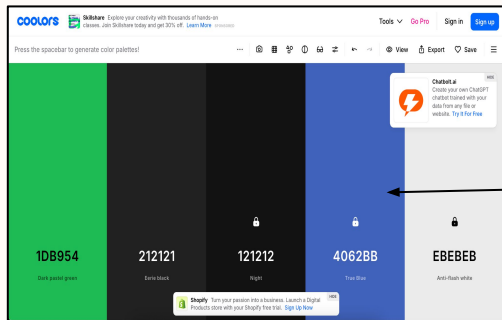 coolors
Skillshare Explore your creativity with thousands of hands-on
classes. Join Skillshare today and get 30% off. Learn More
Tools Go Pro Sign in Sign up
Press the spacebar to generate color palettes!
View Export Save
Chatbeit.ai HIDE
Create your own ChatGPT
chatbot trained with your
data from any file or
website. Try It For Free
1DB954 212121 121212 4062BB EBEBEB
Dark pastel green Eerie black Night True Blue Anti-flash white
Shopify Turn your passion into a business. Launch a Digital HIDE
Products store with your Shopify free trial. Sign Up Now